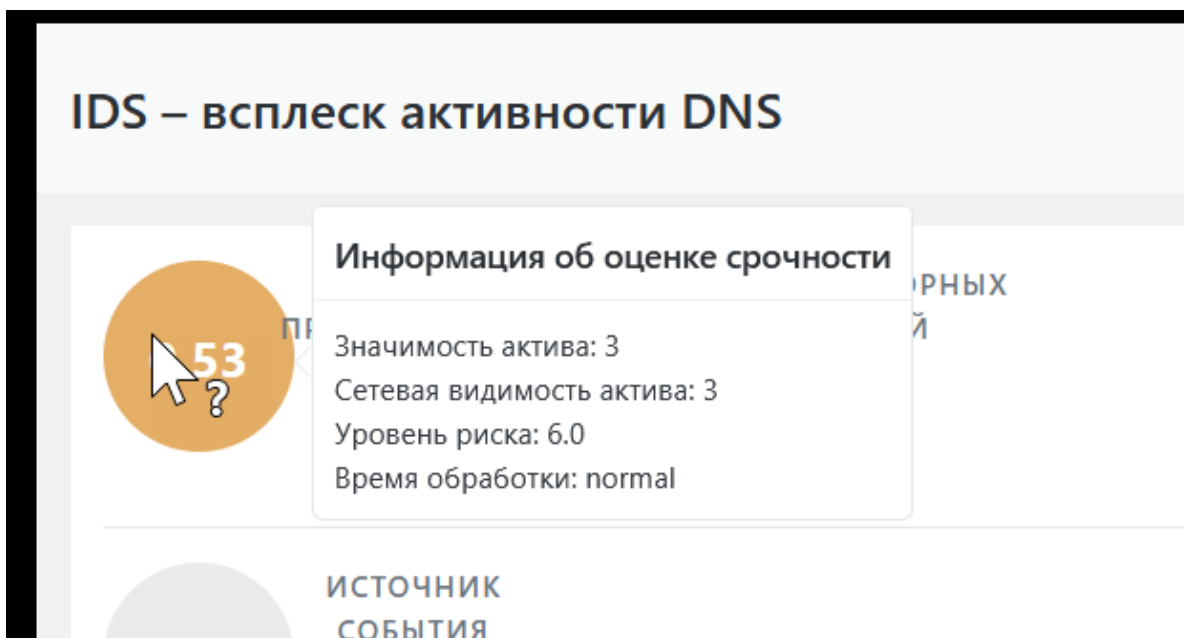 IDS – всплеск активности DNS
Информация об оценке срочности
Значимость актива: 3
Сетевая видимость актива: 3
Уровень риска: 6.0
Время обработки: normal
ИСТОЧНИК
СОБЫТИЯ